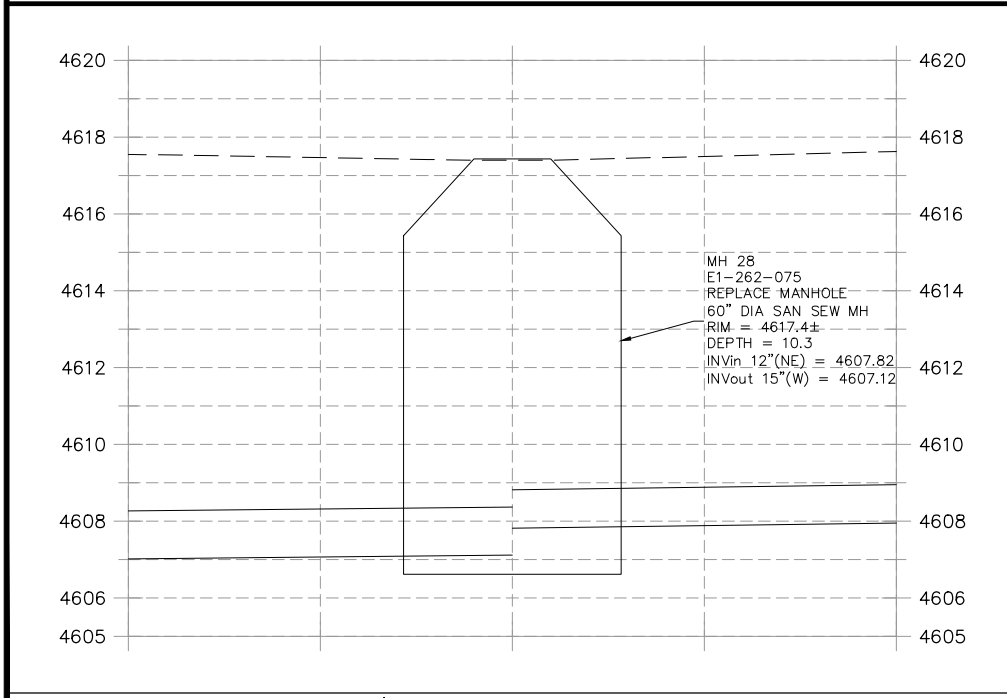 4620 4620
4618 4618
4616 4616
MH 28
E1-262-075
4614 REPLACE MANHOLE 4614
60" DIA SAN SEW MH
RIM = 4617.4±
DEPTH = 10.3
4612 INVin 12"(NE) = 4607.82 4612
INVout 15"(W) = 4607.12
4610 4610
4608 4608
4606 4606
4605 4605